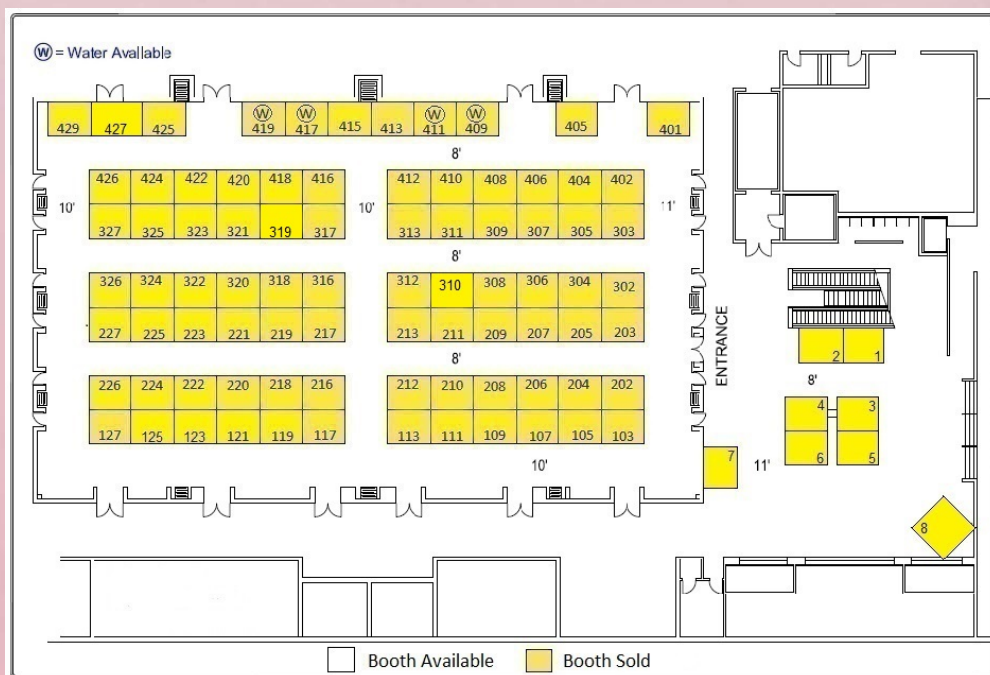 W = Water Available
W W W W
429 427 425 419 417 415 413 411 409 405 401
8'
426 424 422 420 418 416 412 410 408 406 404 402
10' 10' 11'
327 325 323 321 319 317 313 311 309 307 305 303
8'
326 324 322 320 318 316 312 310 308 306 304 302
227 225 223 221 219 217 213 211 209 207 205 203
ENTRANCE
8'
2 1
226 224 222 220 218 216 212 210 208 206 204 202
8'
4 3
127 125 123 121 119 117 113 111 109 107 105 103
6 5
7
10' 11'
8
Booth Available Booth Sold